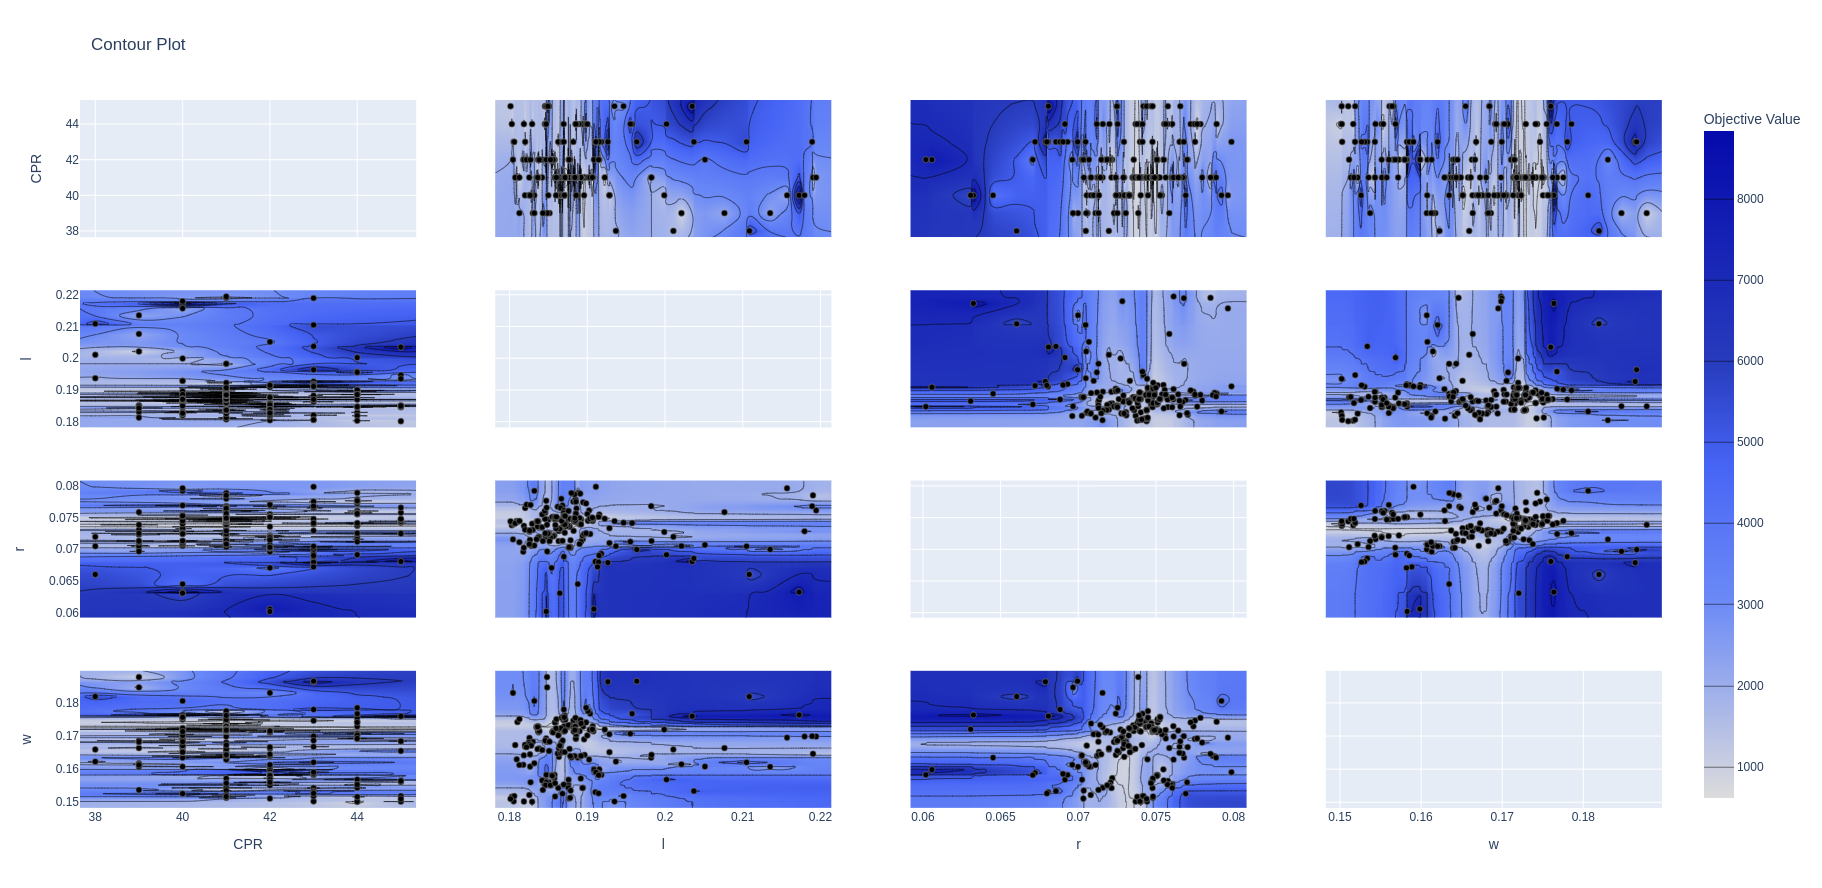 Contour Plot
Objective Value
44
42
40
38
CPR
8000
7000
6000
5000
4000
3000
2000
1000
0.22
0.21
0.2
0.19
0.18
l
0.08
0.075
0.07
0.065
0.06
r
0.18
0.17
0.16
0.15
w
38 40 42 44
0.18 0.19 0.2 0.21 0.22
0.06 0.065 0.07 0.075 0.08
0.15 0.16 0.17 0.18
CPR l r w